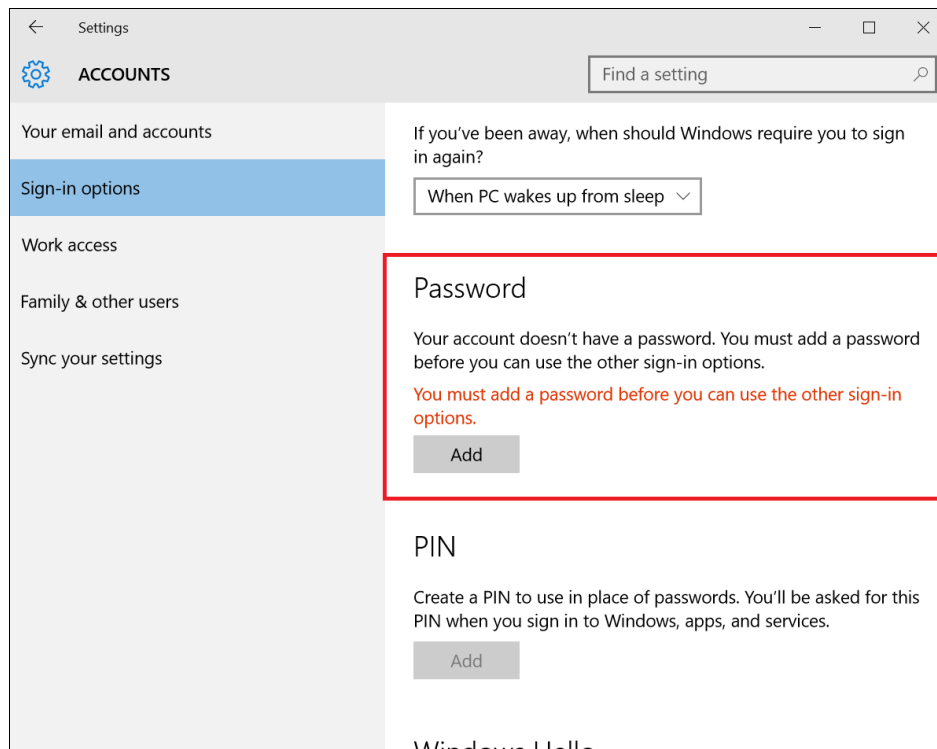 Settings
ACCOUNTS
Find a setting
Your email and accounts
Sign-in options
Work access
Family & other users
Sync your settings
If you've been away, when should Windows require you to sign
in again?
When PC wakes up from sleep
Password
Your account doesn't have a password. You must add a password
before you can use the other sign-in options.
You must add a password before you can use the other sign-in
options.
Add
PIN
Create a PIN to use in place of passwords. You'll be asked for this
PIN when you sign in to Windows, apps, and services.
Add
Windows Hello